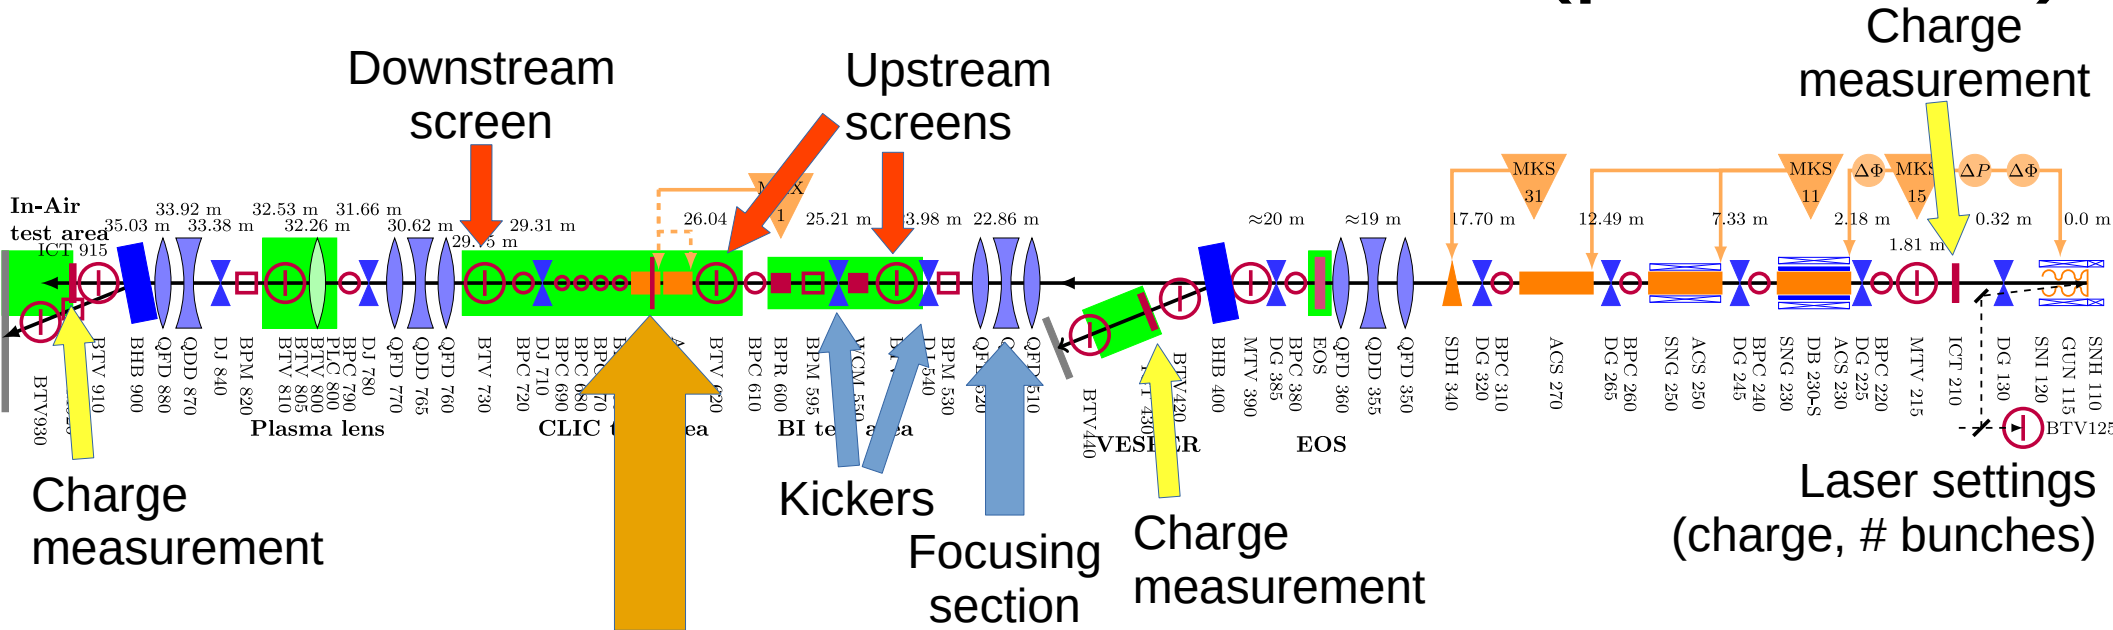 Charge
measurement
Downstream
screen
Upstream
screens
MKS
31
MKS
11
ΔΦ
MKS
15
ΔP
ΔΦ
1
In-Air
test area
ICT 915
35.03 m
33.92 m
33.38 m
32.53 m
32.26 m
31.66 m
30.62 m
29.31 m
26.04
25.21 m
22.86 m
≈20 m
≈19 m
17.70 m
12.49 m
7.33 m
2.18 m
1.81 m
0.32 m
0.0 m
BTV930
BTV 910
BHB 900
QFD 880
QDD 870
DJ 840
BPM 820
BTV 810
BTV 805
BTV 800
PLC 800
BPC 790
DJ 780
QFD 770
QDD 765
QFD 760
BTV 730
BPC 720
DJ 710
BPC 690
BPC 680
BPC 610
BPR 600
BPM 595
BPM 530
BTV440
BTV420
BHB 400
MTV 390
DG 385
BPC 380
EOS
QFD 360
QDD 355
QFD 350
SDH 340
DG 320
BPC 310
ACS 270
DG 265
BPC 260
SNG 250
ACS 250
DG 245
BPC 240
SNG 230
DB 230-S
ACS 230
DG 225
BPC 220
MTV 215
ICT 210
DG 130
SNI 120
GUN 115
SNH 110
BTV125
Plasma lens
CLIC
BI
EOS
Charge
measurement
Kickers
Focusing
section
Charge
measurement
Laser settings
(charge, # bunches)